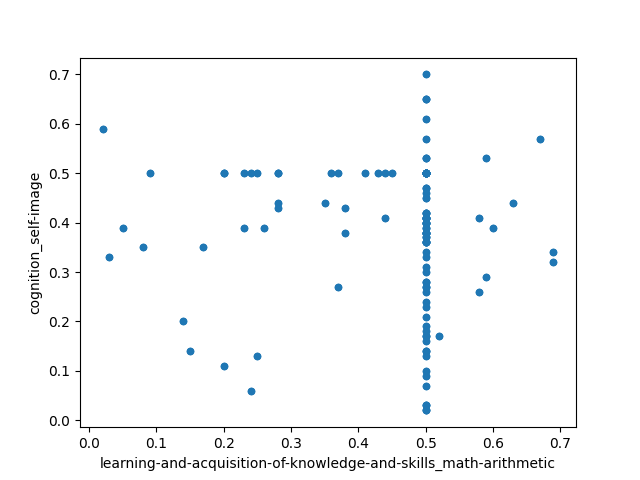 0.7
0.6
0.5
0.4
0.3
0.2
0.1
0.0
cognition_self-image
0.0 0.1 0.2 0.3 0.4 0.5 0.6 0.7
learning-and-acquisition-of-knowledge-and-skills_math-arithmetic